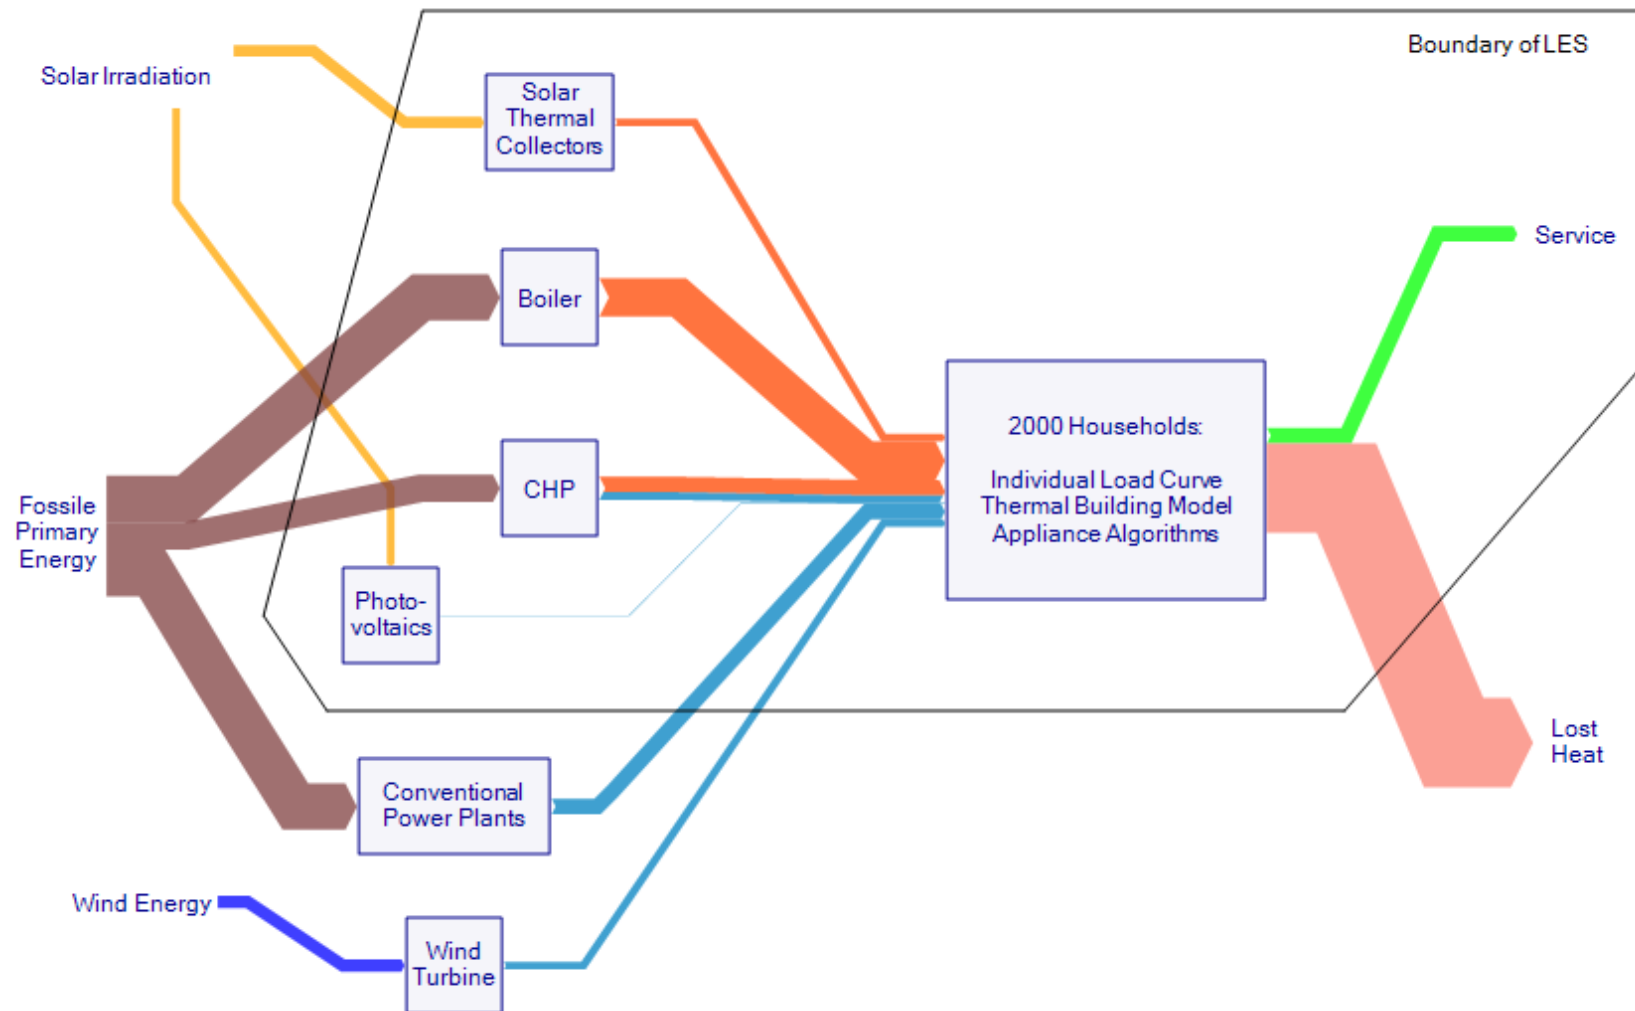 Boundary of LES
Solar Irradiation
Solar
Thermal
Collectors
Service
Boiler
2000 Households:
Individual Load Curve
Thermal Building Model
Appliance Algorithms
CHP
Fossile
Primary
Energy
Photo-
voltaics
Lost
Heat
Conventional
Power Plants
Wind Energy
Wind
Turbine